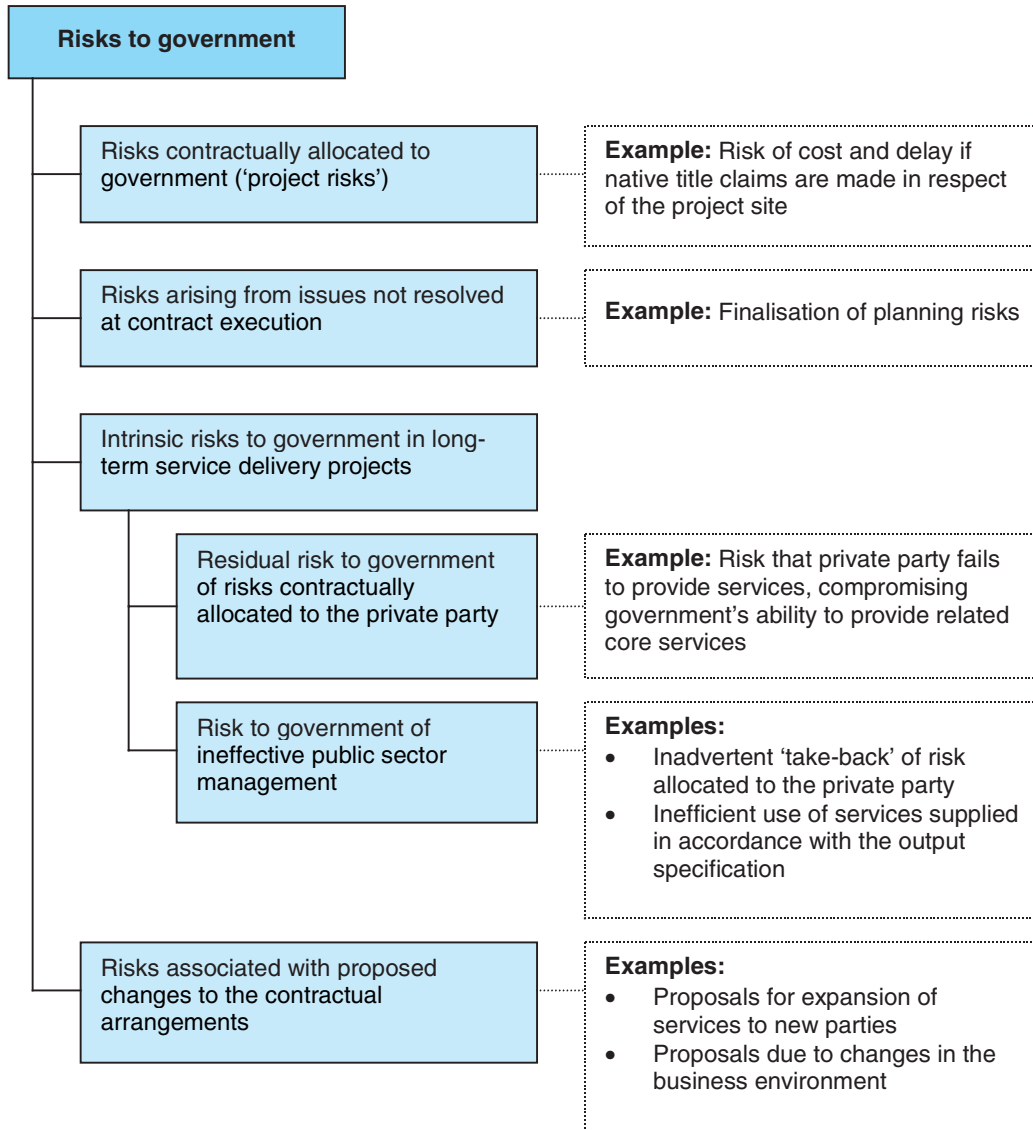 Risks to government
Risks contractually allocated to
government (‘project risks’)
Example: Risk of cost and delay if
native title claims are made in respect
of the project site
Risks arising from issues not resolved
at contract execution
Example: Finalisation of planning risks
Intrinsic risks to government in long-
term service delivery projects
Residual risk to government
of risks contractually
allocated to the private party
Example: Risk that private party fails
to provide services, compromising
government’s ability to provide related
core services
Risk to government of
ineffective public sector
management
Examples:
• Inadvertent ‘take-back’ of risk
allocated to the private party
• Inefficient use of services supplied
in accordance with the output
specification
Risks associated with proposed
changes to the contractual
arrangements
Examples:
• Proposals for expansion of
services to new parties
• Proposals due to changes in the
business environment